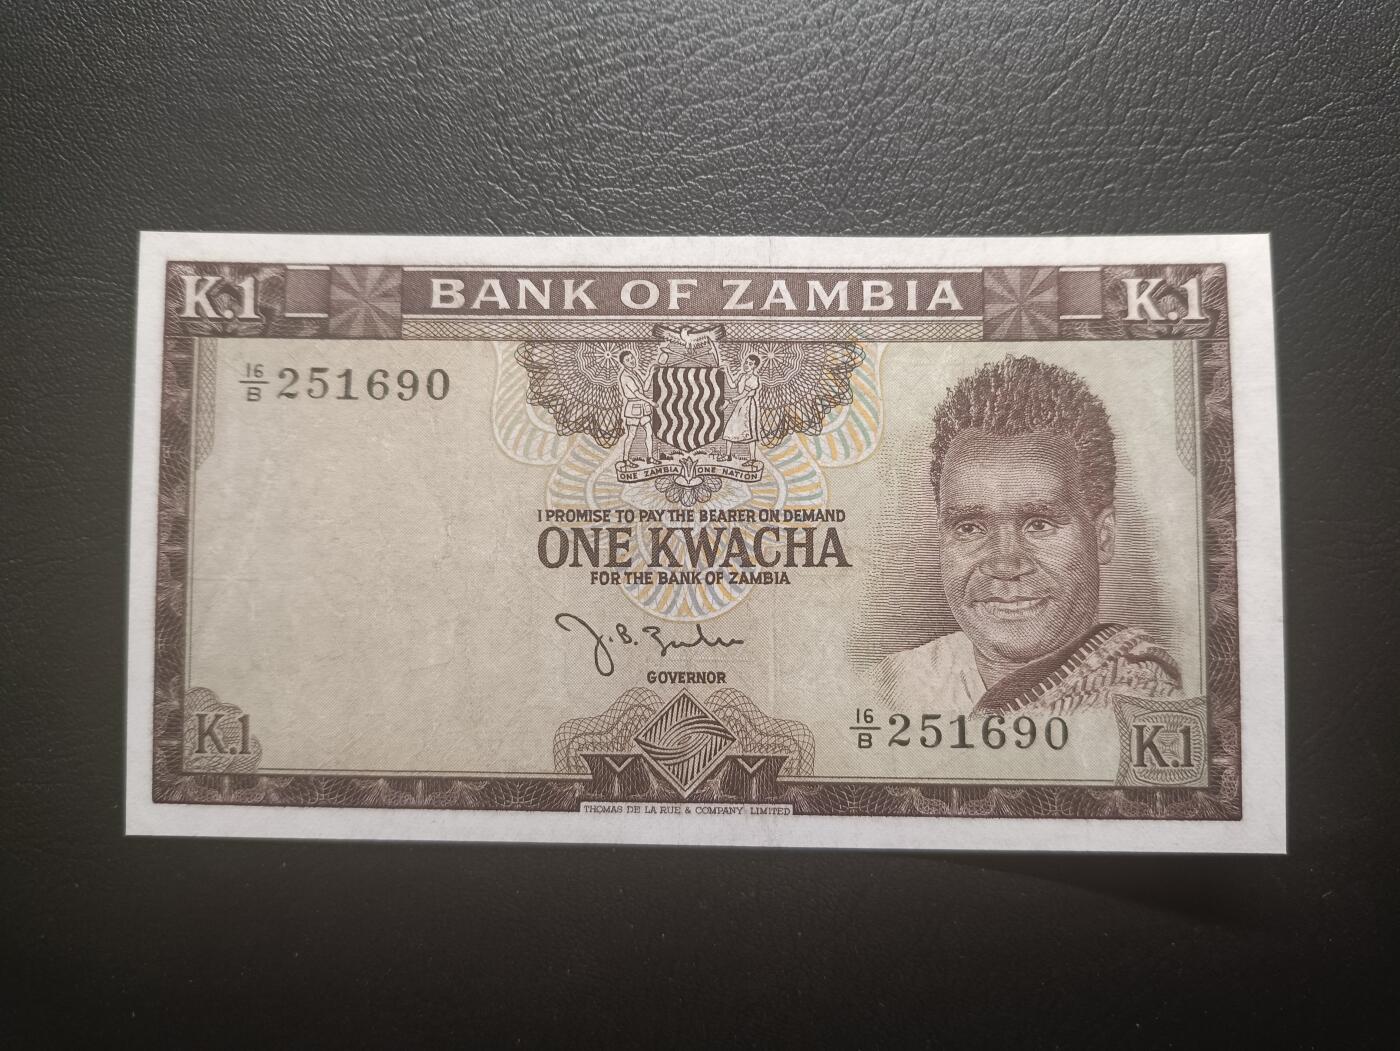 K.1 BANK OF ZAMBIA K.1
16/B 251690
ONE ZAMBIA ONE NATION
I PROMISE TO PAY THE BEARER ON DEMAND
ONE KWACHA
FOR THE BANK OF ZAMBIA
J. B. Zulu
GOVERNOR
16/B 251690
K.1 K.1
THOMAS DE LA RUE & COMPANY LIMITED